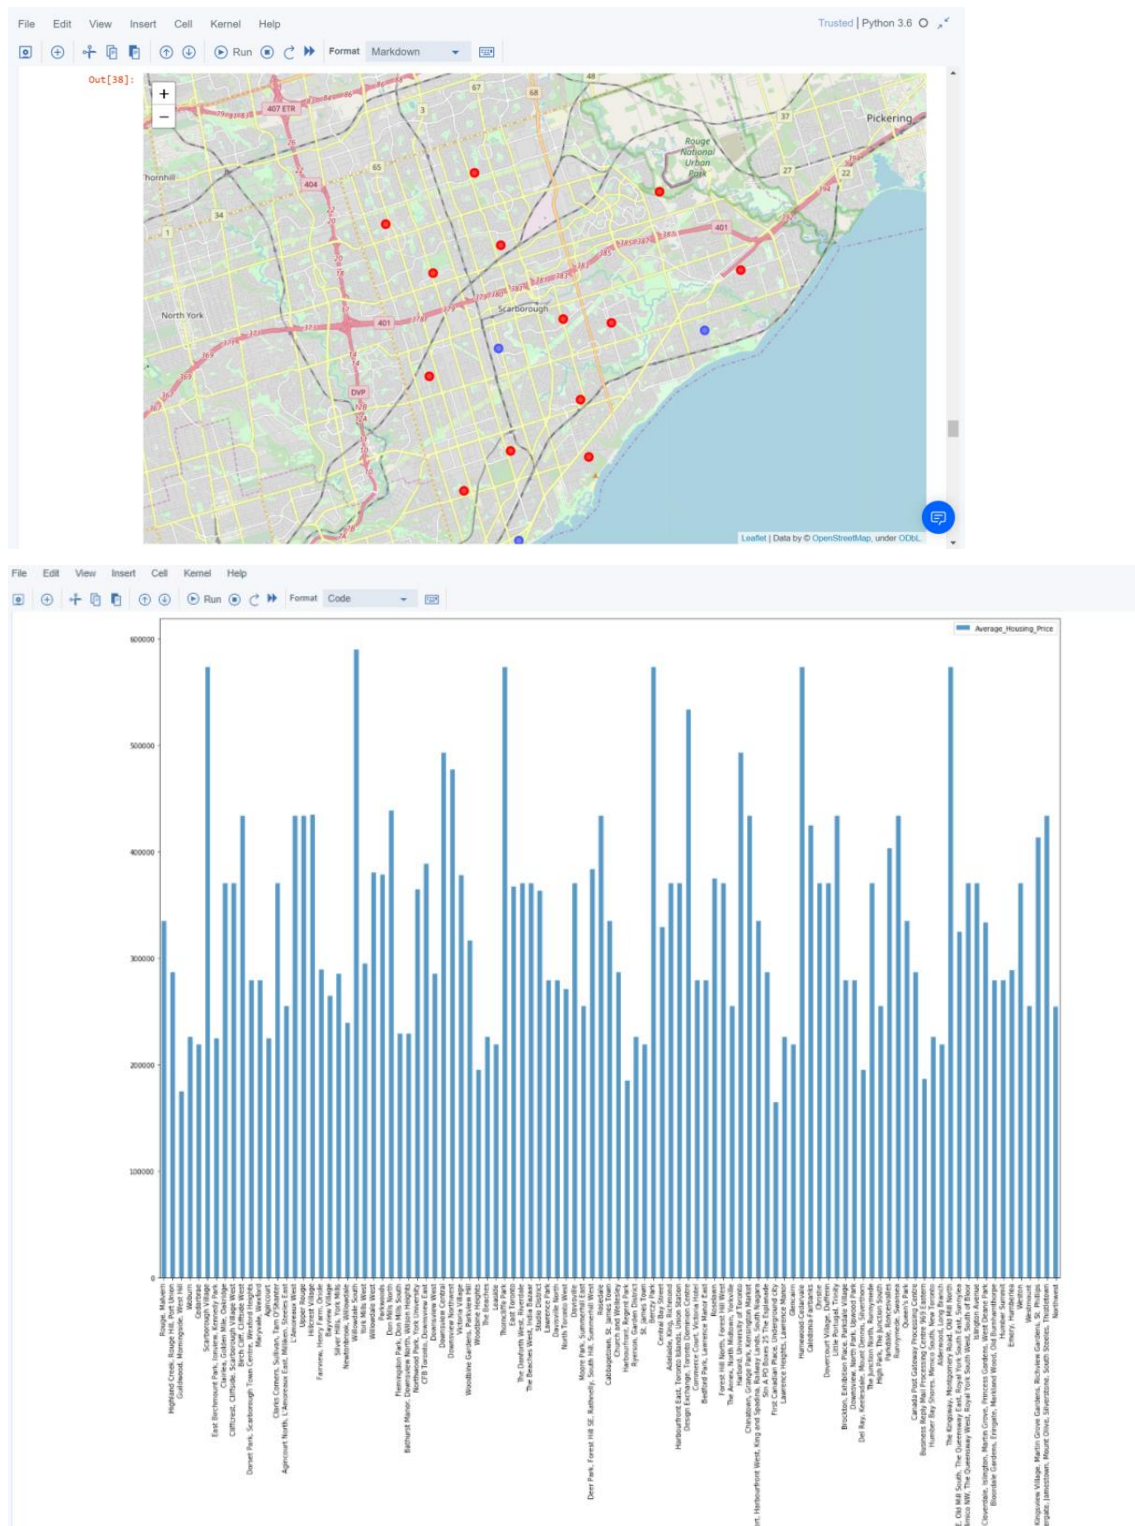 File Edit View Insert Cell Kernel Help
Trusted | Python 3.6
Run Format Markdown
Out[38]:
+
−
407 ETR
67
68
48
3
37
Pickering
Rouge
National
Urban
Park
27
22
Thornhill
404
65
34
1
401
North York
Scarborough
401
DVP
Leaflet | Data by © OpenStreetMap, under ODbL.
File Edit View Insert Cell Kernel Help
Run Format Code
Average_Housing_Price
600000
500000
400000
300000
200000
100000
0
Rouge, Malvern
Highland Creek, Rouge Hill, Port Union
Guildwood, Morningside, West Hill
Woburn
Cedarbrae
Scarborough Village
East Birchmount Park, Ionview, Kennedy Park
Clairlea, Golden Mile, Oakridge
Cliffcrest, Cliffside, Scarborough Village West
Birch Cliff, Cliffside West
Dorset Park, Scarborough Town Centre, Wexford Heights
Maryvale, Wexford
Agincourt
Clarks Corners, Sullivan, Tam O'Shanter
Agincourt North, L'Amoreaux East, Milliken, Steeles East
L'Amoreaux West
Upper Rouge
Hillcrest Village
Fairview, Henry Farm, Oriole
Bayview Village
Silver Hills, York Mills
Newtonbrook, Willowdale
Willowdale South
York Mills West
Willowdale West
Parkwoods
Don Mills North
Flemingdon Park, Don Mills South
Bathurst Manor, Downsview North, Wilson Heights
Northwood Park, York University
CFB Toronto, Downsview East
Downsview West
Downsview Central
Downsview Northwest
Victoria Village
Woodbine Gardens, Parkview Hill
Woodbine Heights
The Beaches
Leaside
Thorncliffe Park
East Toronto
The Danforth West, Riverdale
The Beaches West, India Bazaar
Studio District
Lawrence Park
Davisville North
North Toronto West
Davisville
Moore Park, Summerhill East
Deer Park, Forest Hill SE, Rathnelly, South Hill, Summerhill West
Rosedale
Cabbagetown, St. James Town
Church and Wellesley
Harbourfront, Regent Park
Ryerson, Garden District
St. James Town
Berczy Park
Central Bay Street
Adelaide, King, Richmond
Harbourfront East, Toronto Islands, Union Station
Design Exchange, Toronto Dominion Centre
Commerce Court, Victoria Hotel
Bedford Park, Lawrence Manor East
Roselawn
Forest Hill North, Forest Hill West
The Annex, North Midtown, Yorkville
Harbord, University of Toronto
Chinatown, Grange Park, Kensington Market
Harbourfront West, King and Spadina, Railway Lands, South Niagara
Stn A PO Boxes 25 The Esplanade
First Canadian Place, Underground city
Lawrence Heights, Lawrence Manor
Glencairn
Humewood-Cedarvale
Caledonia-Fairbanks
Christie
Dovercourt Village, Dufferin
Little Portugal, Trinity
Brockton, Exhibition Place, Parkdale Village
Downsview, North Park, Upwood Park
Del Ray, Keelesdale, Mount Dennis, Silverthorn
The Junction North, Runnymede
High Park, The Junction South
Parkdale, Roncesvalles
Runnymede, Swansea
Queen's Park
Canada Post Gateway Processing Centre
Business Reply Mail Processing Centre 969 Eastern
Humber Bay Shores, Mimico South, New Toronto
Alderwood, Long Branch
The Kingsway, Montgomery Road, Old Mill North
Old Mill South, The Queensway East, Royal York South East, Sunnylea
Mimico NW, The Queensway West, Royal York South West, South of Bloor
Islington Avenue
Cloverdale, Islington, Martin Grove, Princess Gardens, West Deane Park
Bloordale Gardens, Eringate, Markland Wood, Old Burnhamthorpe
Humber Summit
Emery, Humberlea
Weston
Westmount
Kingsview Village, Martin Grove Gardens, Richview Gardens, St. Phillips
Jamestown, Mount Olive, Silverstone, South Steeles, Thistletown
Northwest